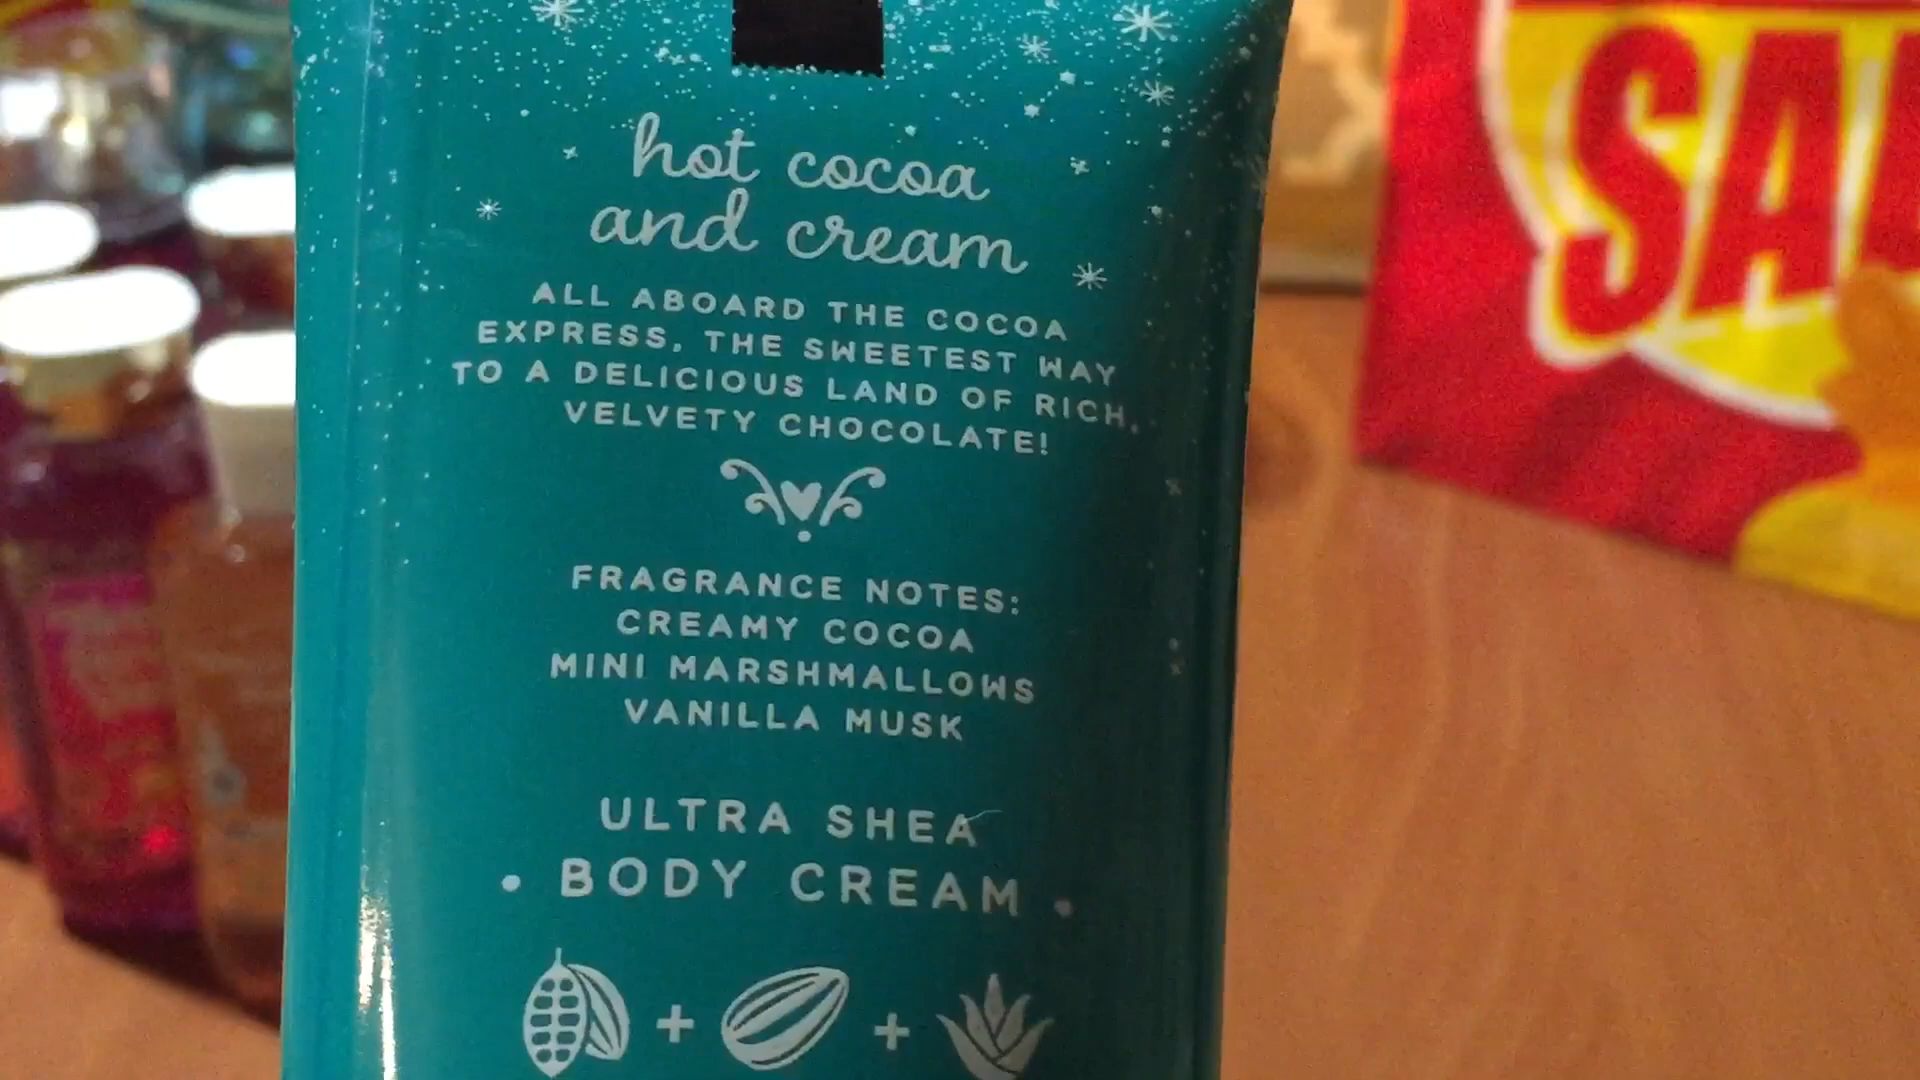 hot cocoa
and cream
ALL ABOARD THE COCOA
EXPRESS, THE SWEETEST WAY
TO A DELICIOUS LAND OF RICH,
VELVETY CHOCOLATE!
FRAGRANCE NOTES:
CREAMY COCOA
MINI MARSHMALLOWS
VANILLA MUSK
ULTRA SHEA
• BODY CREAM •
+ +